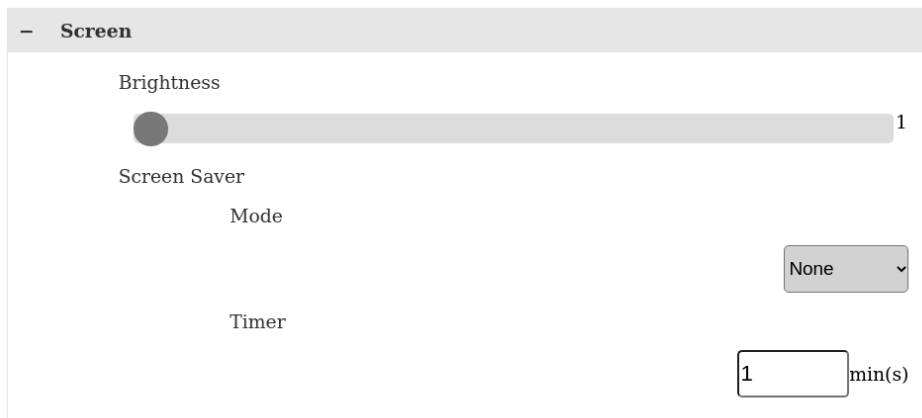 − Screen
Brightness
1
Screen Saver
Mode
None
Timer
1 min(s)